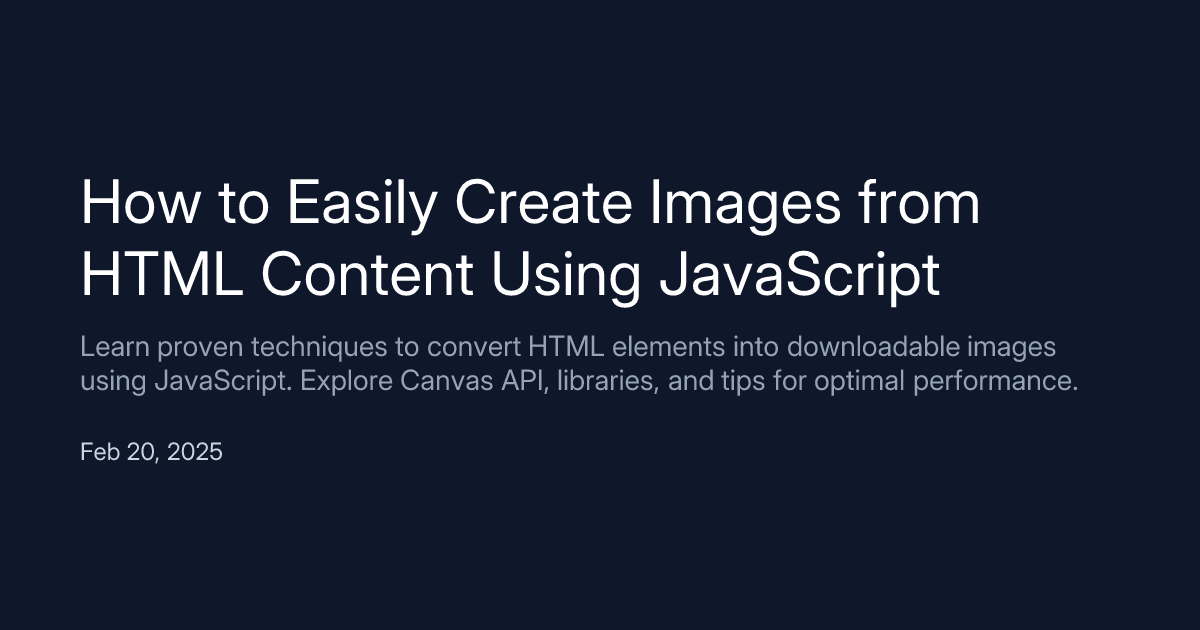 How to Easily Create Images from
HTML Content Using JavaScript
Learn proven techniques to convert HTML elements into downloadable images
using JavaScript. Explore Canvas API, libraries, and tips for optimal performance.
Feb 20, 2025